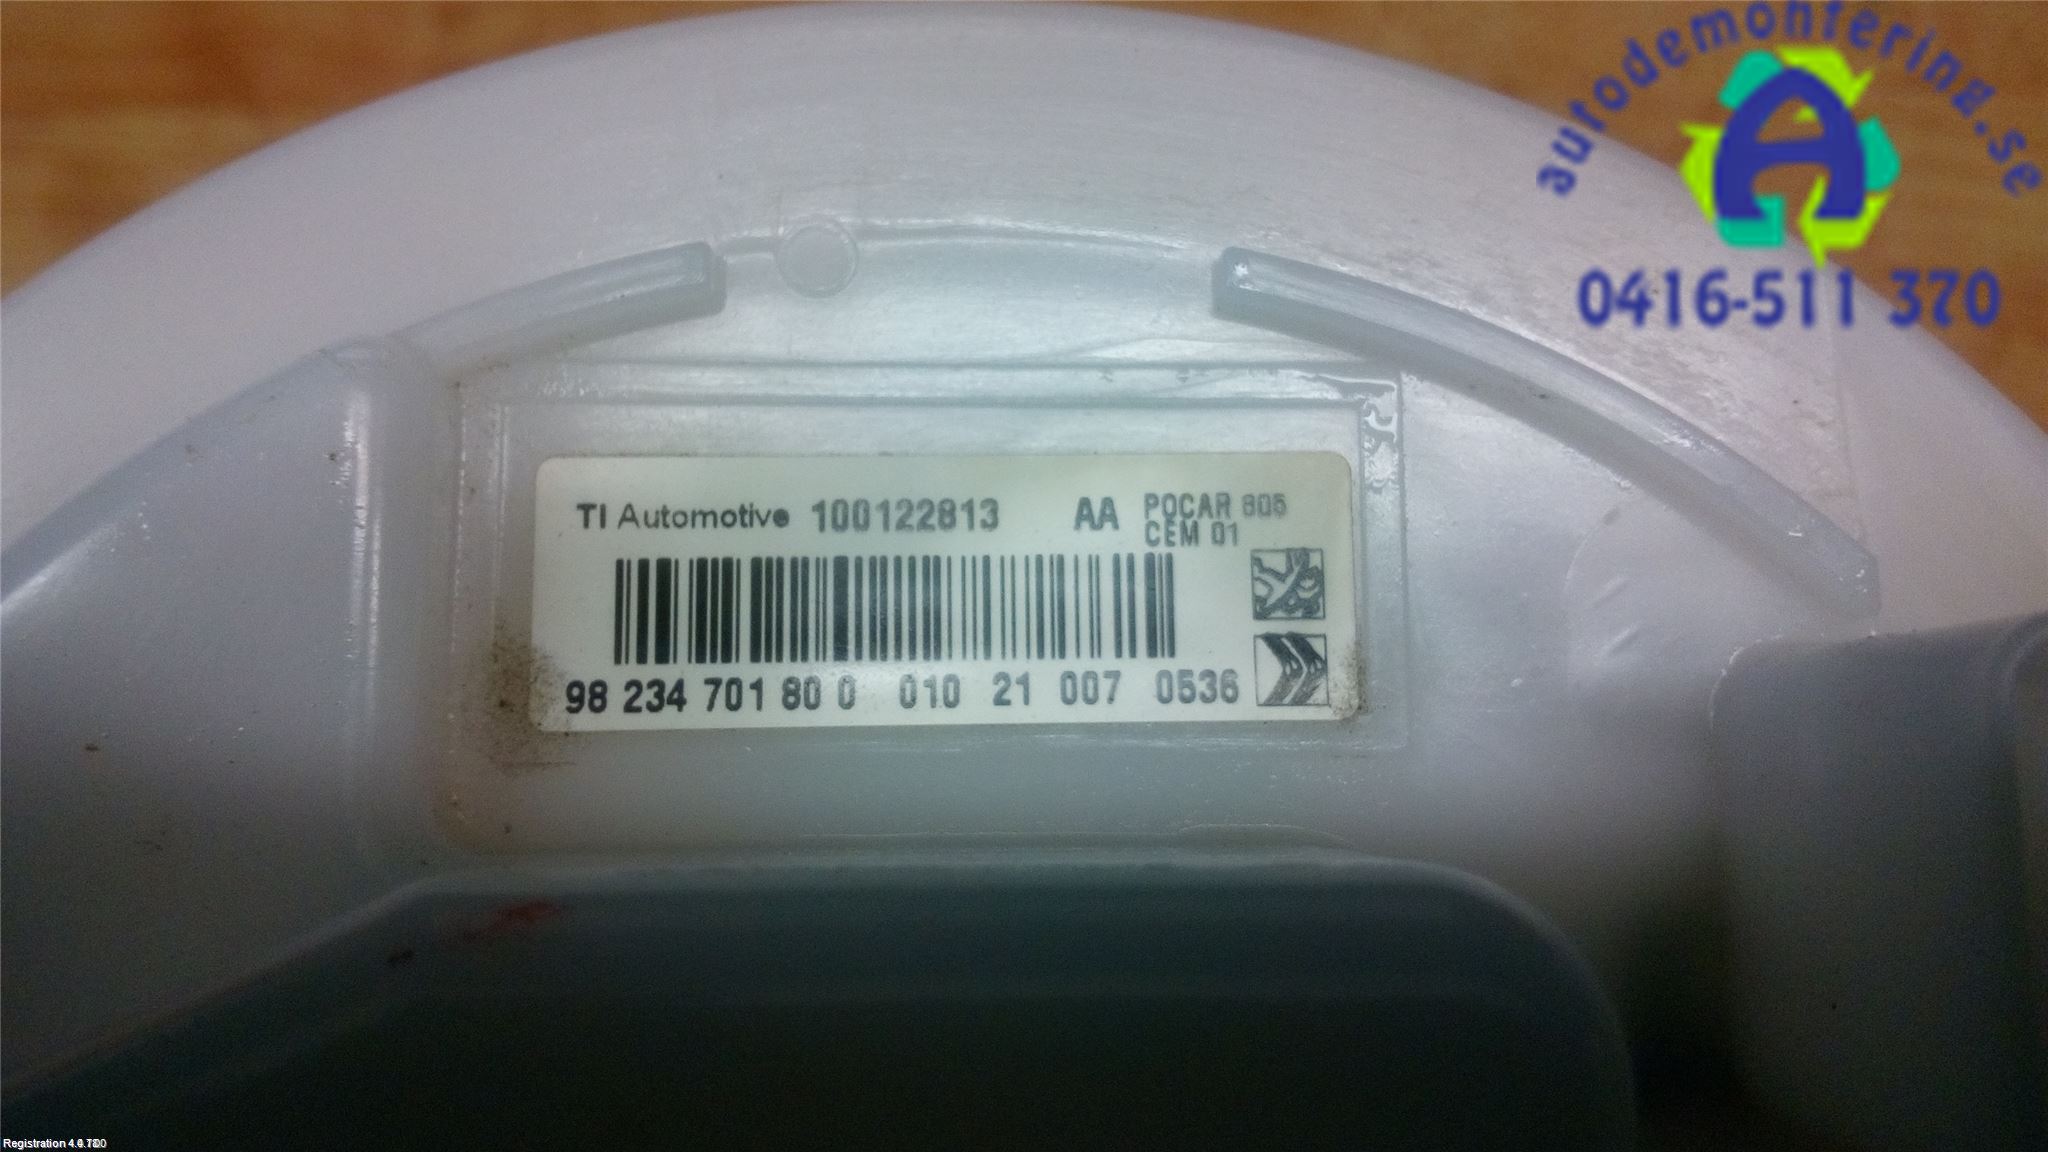 autodemontering.se
A
0416-511 370
TI Automotive 100122813 AA POCAR 805
CEM 01
98 234 701 80 0 010 21 007 0536